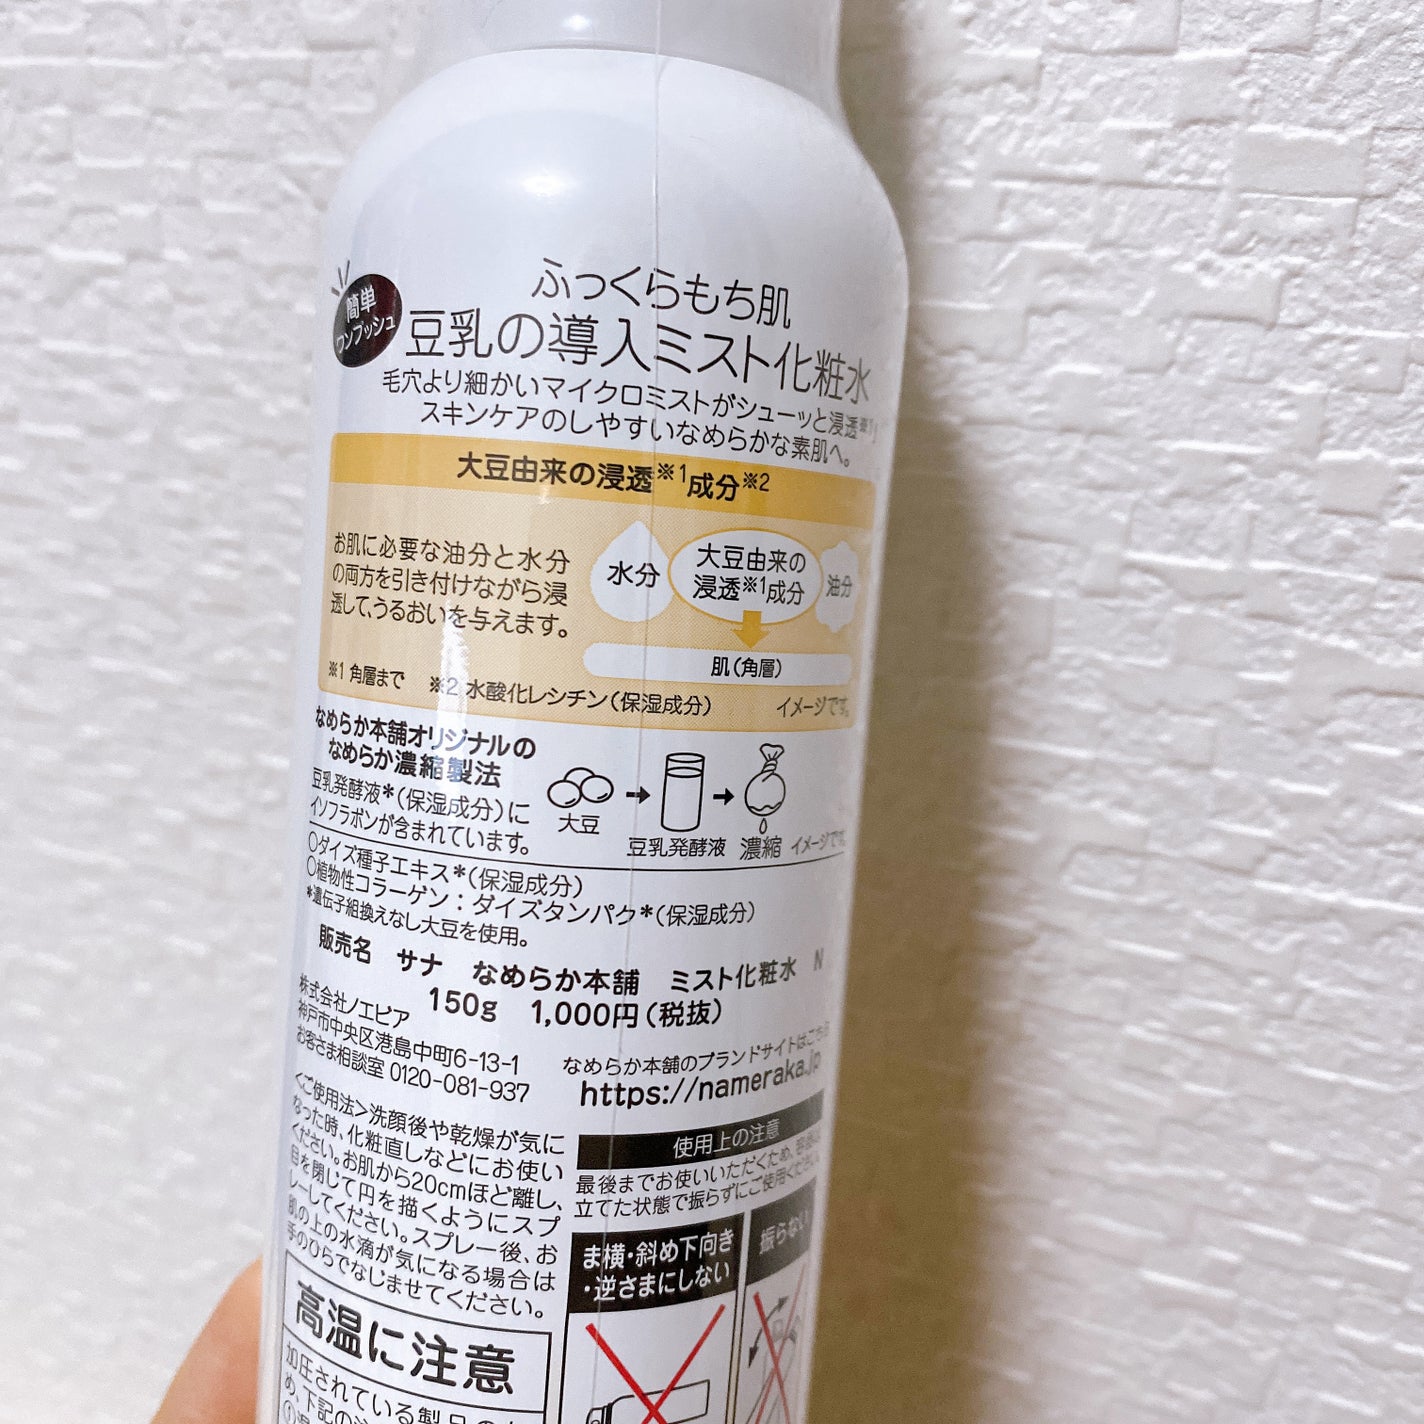 簡単
ワンプッシュ
ふっくらもち肌
豆乳の導入ミスト化粧水
毛穴より細かいマイクロミストがシューッと浸透※1
スキンケアのしやすいなめらかな素肌へ。
大豆由来の浸透※1成分※2
お肌に必要な油分と水分
の両方を引き付けながら浸
透して、うるおいを与えます。
水分
大豆由来の
浸透※1成分
油分
肌（角層）
※1 角層まで ※2 水酸化レシチン（保湿成分）
イメージです。
なめらか本舗オリジナルの
なめらか濃縮製法
豆乳発酵液*（保湿成分）に
イソフラボンが含まれています。
大豆
豆乳発酵液
濃縮
イメージです。
○ダイズ種子エキス*（保湿成分）
○植物性コラーゲン：ダイズタンパク*（保湿成分）
*遺伝子組換えなし大豆を使用。
販売名 サナ なめらか本舗 ミスト化粧水 N
150g 1,000円（税抜）
株式会社ノエビア
神戸市中央区港島中町6-13-1
お客さま相談室 0120-081-937
なめらか本舗のブランドサイトはこちら
https://nameraka.jp
<ご使用法>洗顔後や乾燥が気に
なった時、化粧直しなどにお使い
ください。お肌から20cmほど離し、
目を閉じて円を描くようにスプ
レーしてください。スプレー後、お
肌の上の水滴が気になる場合は
手のひらでなじませてください。
使用上の注意
最後までお使いいただくため、容器は
立てた状態で振らずにご使用ください。
ま横・斜め下向き
・逆さまにしない
振らない
高温に注意
加圧されている製品の
め、下記の